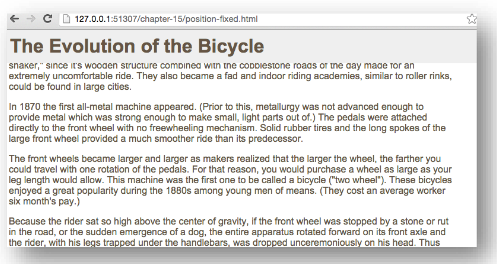 127.0.0.1:51307/chapter-15/position-fixed.html
The Evolution of the Bicycle
shaker," since it's wooden structure combined with the cobblestone roads of the day made for an
extremely uncomfortable ride. They also became a fad and indoor riding academies, similar to roller rinks,
could be found in large cities.
In 1870 the first all-metal machine appeared. (Prior to this, metallurgy was not advanced enough to
provide metal which was strong enough to make small, light parts out of.) The pedals were attached
directly to the front wheel with no freewheeling mechanism. Solid rubber tires and the long spokes of the
large front wheel provided a much smoother ride than its predecessor.
The front wheels became larger and larger as makers realized that the larger the wheel, the farther you
could travel with one rotation of the pedals. For that reason, you would purchase a wheel as large as your
leg length would allow. This machine was the first one to be called a bicycle ("two wheel"). These bicycles
enjoyed a great popularity during the 1880s among young men of means. (They cost an average worker
six month's pay.)
Because the rider sat so high above the center of gravity, if the front wheel was stopped by a stone or rut
in the road, or the sudden emergence of a dog, the entire apparatus rotated forward on its front axle and
the rider, with his legs trapped under the handlebars, was dropped unceremoniously on his head. Thus